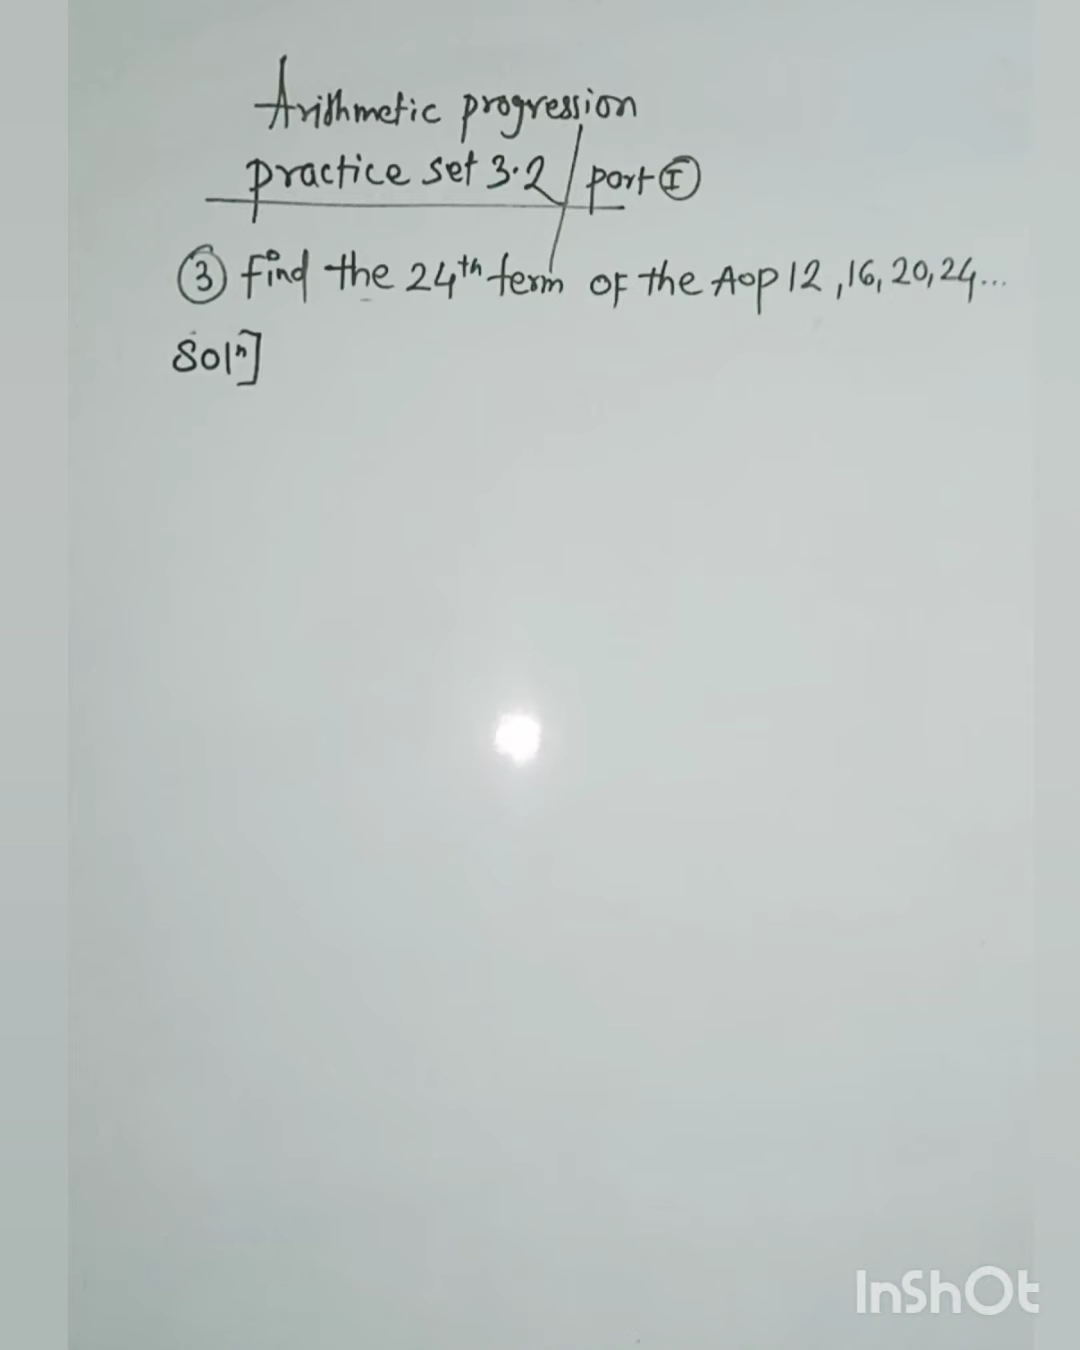 Arithmetic progression
practice set 3.2 / part I
3 find the 24th term of the A.p 12, 16, 20, 24...
Solⁿ]
InShOt